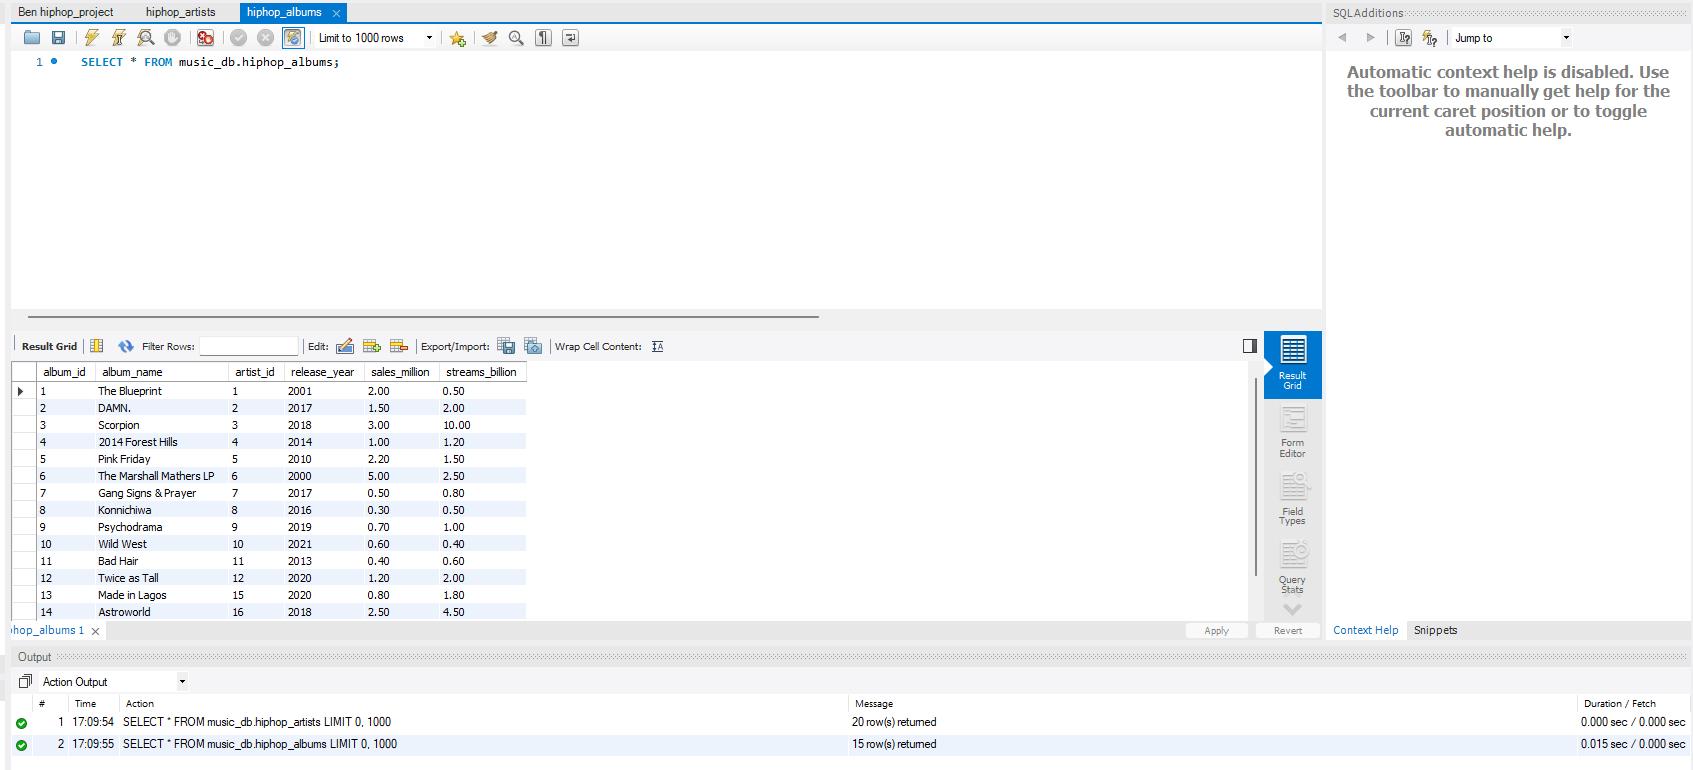 Ben hiphop_project hiphop_artists hiphop_albums
SQLAdditions
Limit to 1000 rows
Jump to
1 SELECT * FROM music_db.hiphop_albums;
Automatic context help is disabled. Use
the toolbar to manually get help for the
current caret position or to toggle
automatic help.
Result Grid Filter Rows: Edit: Export/Import: Wrap Cell Content:
album_id album_name artist_id release_year sales_million streams_billion
1 The Blueprint 1 2001 2.00 0.50
2 DAMN. 2 2017 1.50 2.00
3 Scorpion 3 2018 3.00 10.00
4 2014 Forest Hills 4 2014 1.00 1.20
5 Pink Friday 5 2010 2.20 1.50
6 The Marshall Mathers LP 6 2000 5.00 2.50
7 Gang Signs & Prayer 7 2017 0.50 0.80
8 Konnichiwa 8 2016 0.30 0.50
9 Psychodrama 9 2019 0.70 1.00
10 Wild West 10 2021 0.60 0.40
11 Bad Hair 11 2013 0.40 0.60
12 Twice as Tall 12 2020 1.20 2.00
13 Made in Lagos 15 2020 0.80 1.80
14 Astroworld 16 2018 2.50 4.50
Result
Grid
Form
Editor
Field
Types
Query
Stats
phop_albums 1
Apply Revert
Context Help Snippets
Output
Action Output
# Time Action Message Duration / Fetch
1 17:09:54 SELECT * FROM music_db.hiphop_artists LIMIT 0, 1000 20 row(s) returned 0.000 sec / 0.000 sec
2 17:09:55 SELECT * FROM music_db.hiphop_albums LIMIT 0, 1000 15 row(s) returned 0.015 sec / 0.000 sec